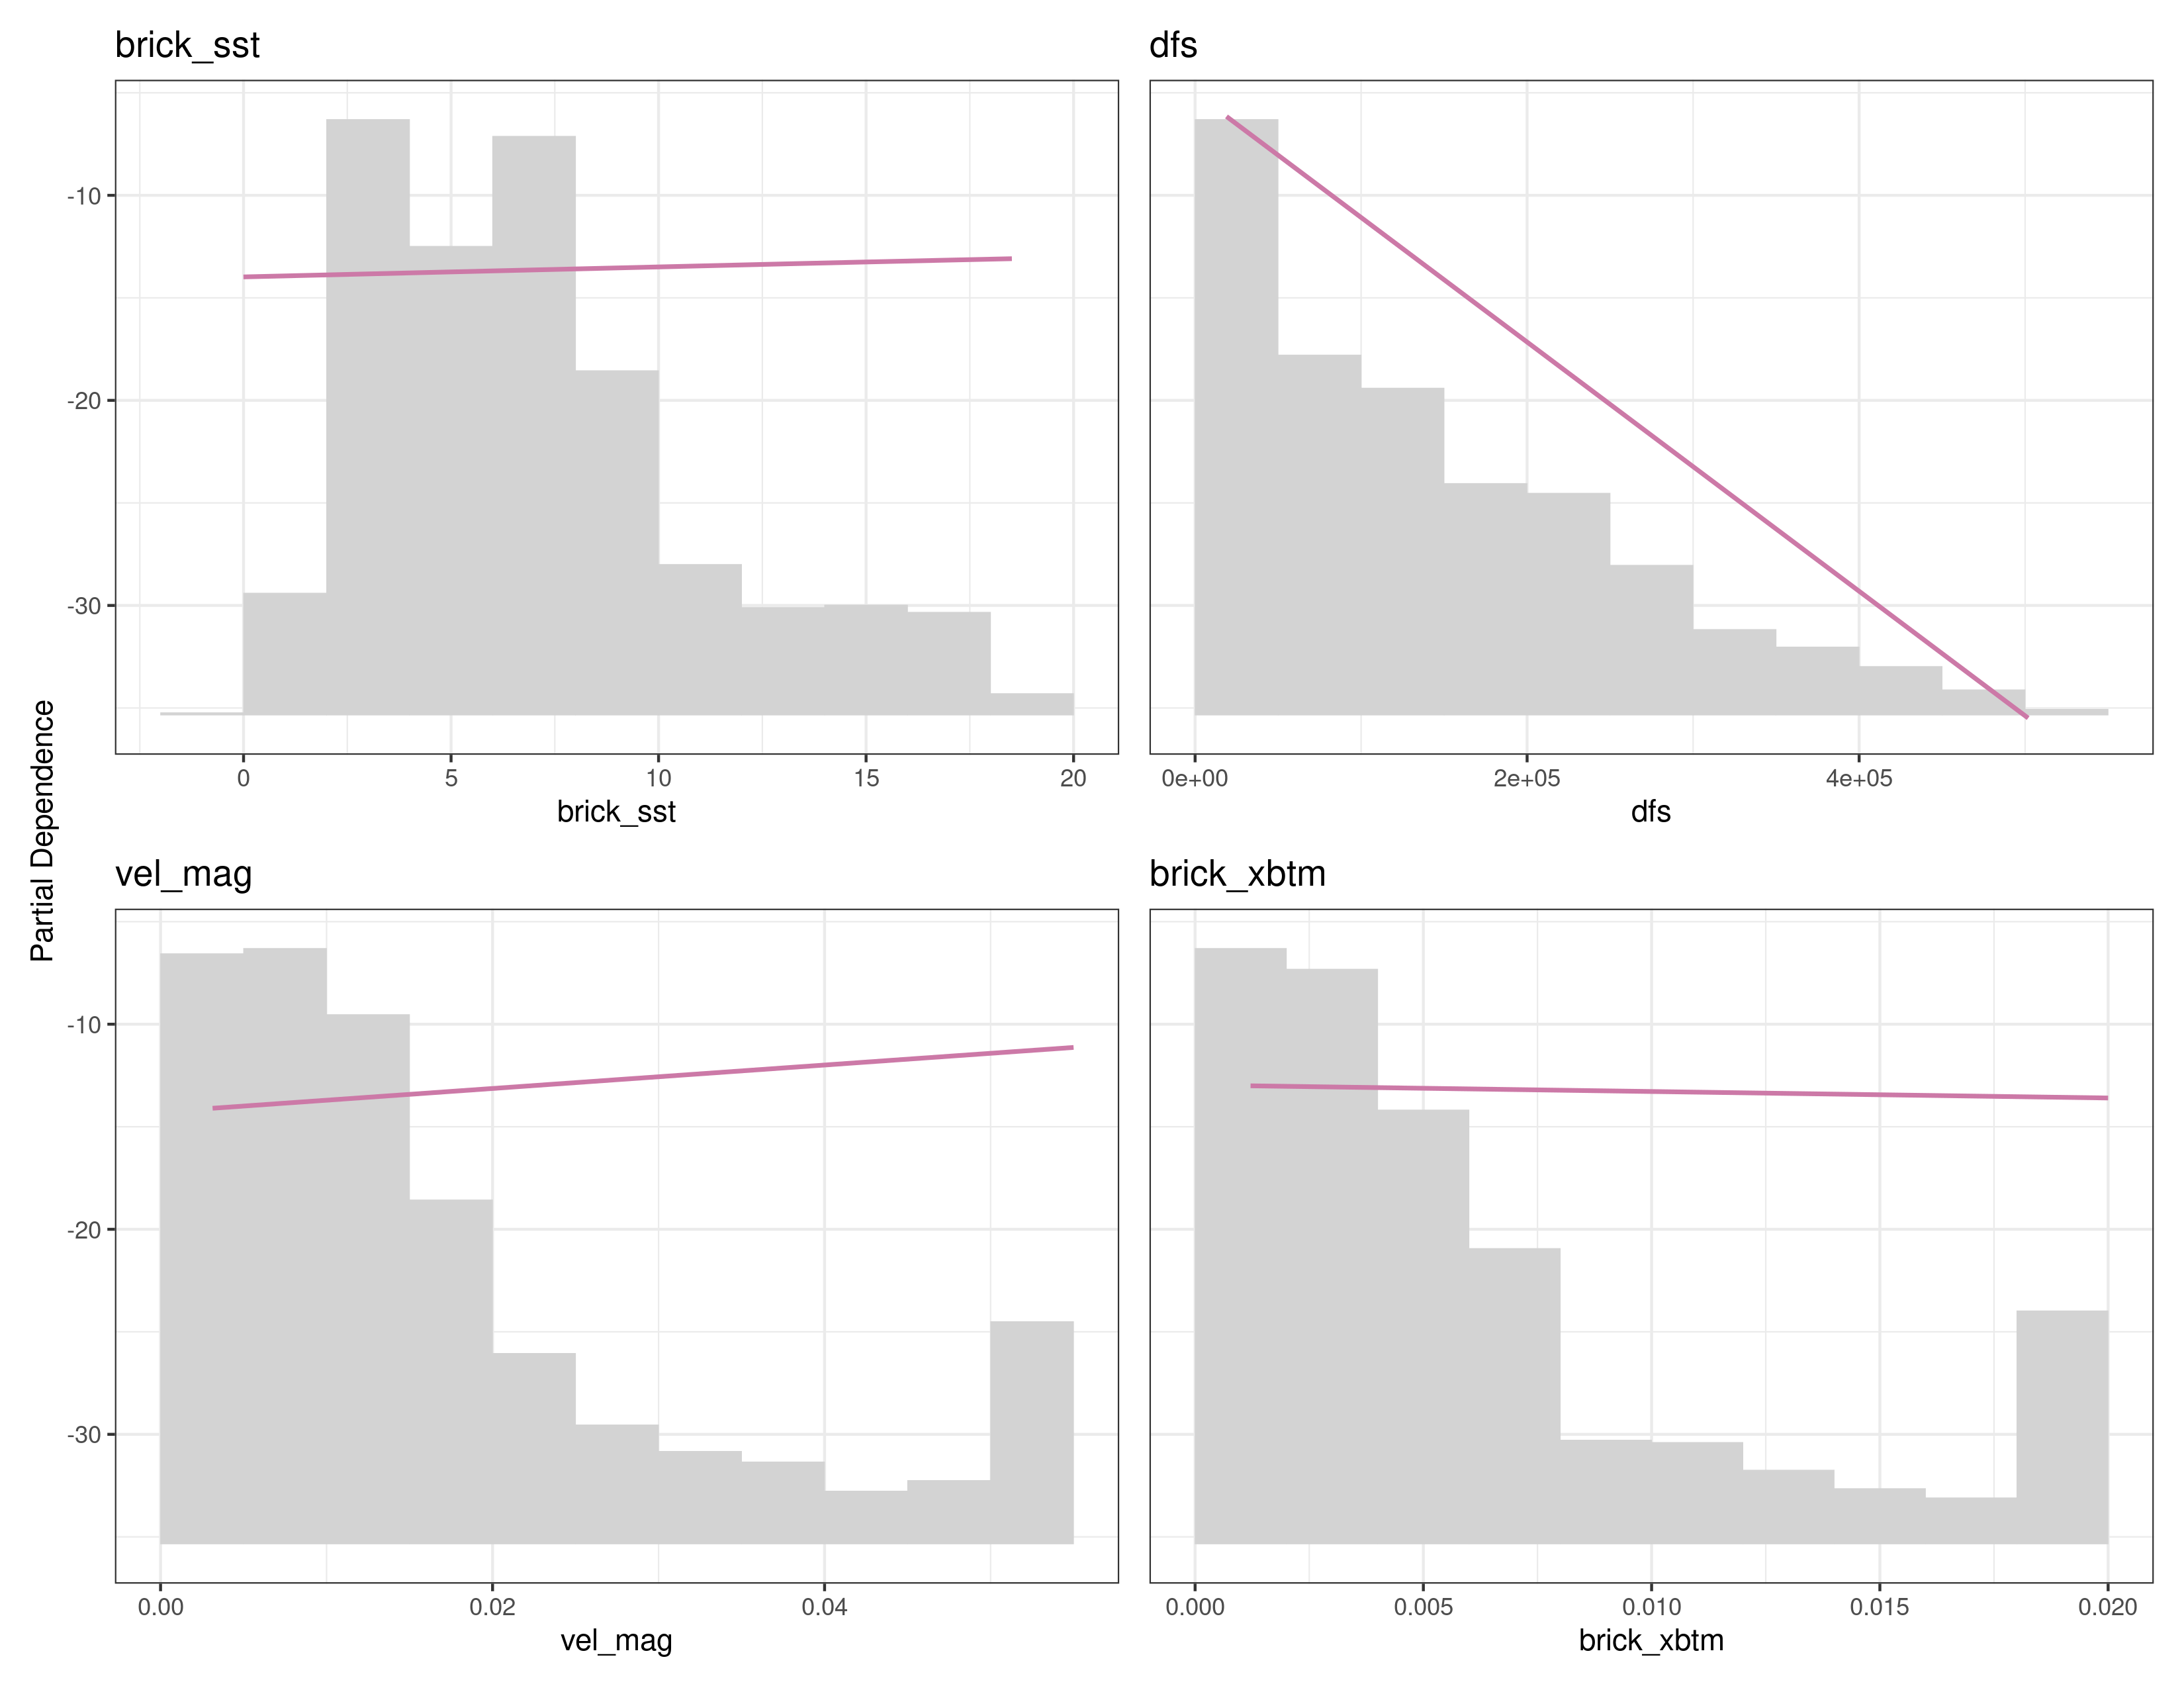 brick_sst
dfs
-10
-20
-30
0 5 10 15 20
0e+00 2e+05 4e+05
brick_sst
dfs
Partial Dependence
vel_mag
brick_xbtm
-10
-20
-30
0.00 0.02 0.04
0.000 0.005 0.010 0.015 0.020
vel_mag
brick_xbtm